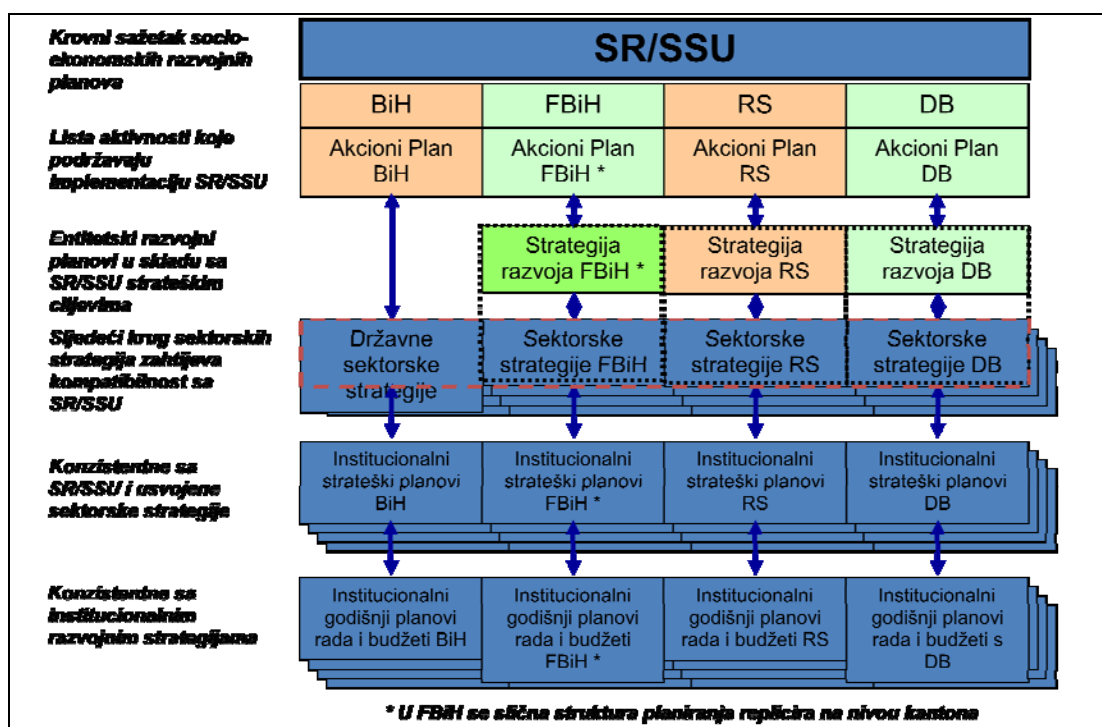 Krovni sažetak socio-
ekonomskih razvojnih
planova
SR/SSU
BiH
FBiH
RS
DB
Lista aktivnosti koje
podržavaju
implementaciju SR/SSU
Akcioni Plan
BiH
Akcioni Plan
FBiH *
Akcioni Plan
RS
Akcioni Plan
DB
Entitetski razvojni
planovi u skladu sa
SR/SSU strateškim
ciljevima
Strategija
razvoja FBiH *
Strategija
razvoja RS
Strategija
razvoja DB
Sljedeći krug sektorskih
strategija zahtijeva
kompatibilnost sa
SR/SSU
Državne
sektorske
strategije
Sektorske
strategije FBiH
Sektorske
strategije RS
Sektorske
strategije DB
Konzistentne sa
SR/SSU i usvojene
sektorske strategije
Institucionalni
strateški planovi
BiH
Institucionalni
strateški planovi
FBiH *
Institucionalni
strateški planovi
RS
Institucionalni
strateški planovi
DB
Konzistentne sa
institucionalnim
razvojnim strategijama
Institucionalni
godišnji planovi
rada i budžeti BiH
Institucionalni
godišnji planovi
rada i budžeti
FBiH *
Institucionalni
godišnji planovi
rada i budžeti RS
Institucionalni
godišnji planovi
rada i budžeti s
DB
* U FBiH se slična struktura planiranja replicira na nivou kantona